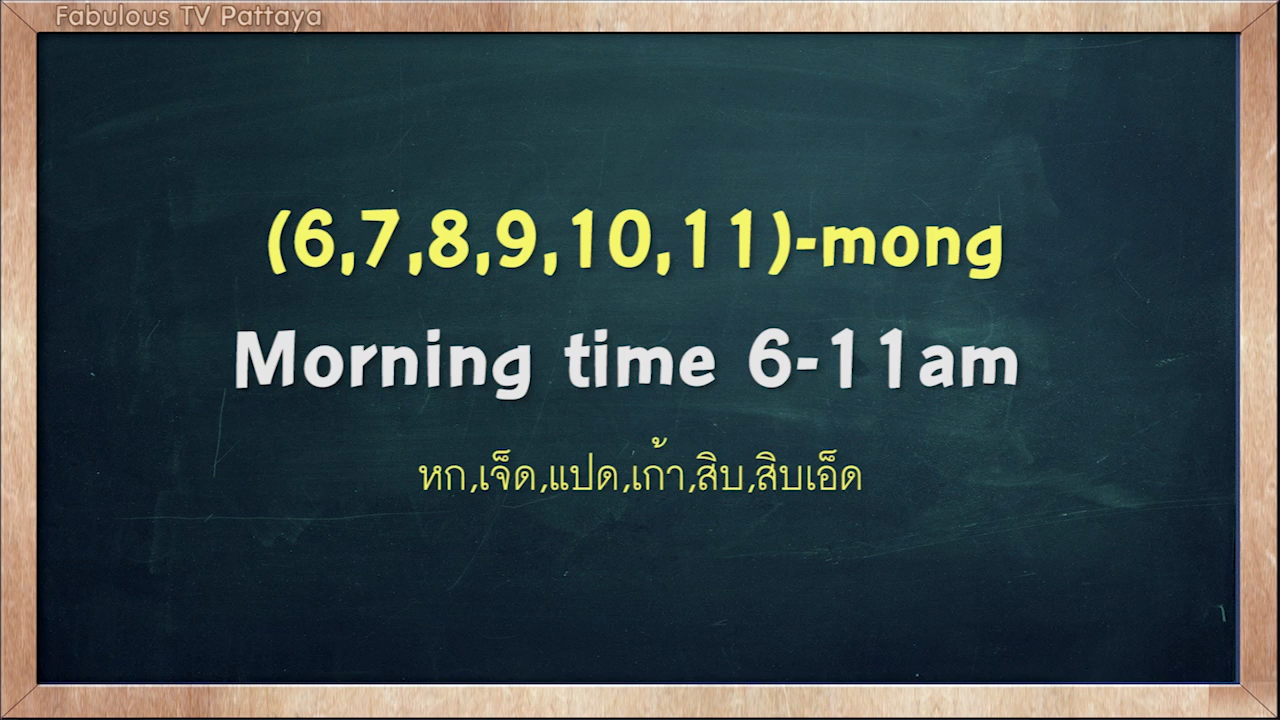 Fabulous TV Pattaya
(6,7,8,9,10,11)-mong
Morning time 6-11am
หก,เจ็ด,แปด,เก้า,สิบ,สิบเอ็ด